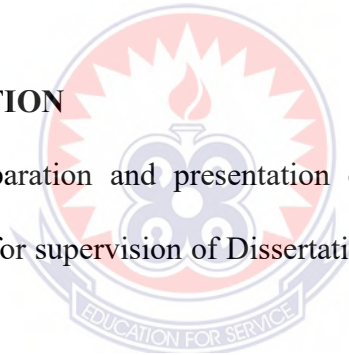 TION
paration and presentation
for supervision of Dissertati
EDUCATION FOR SERVICE